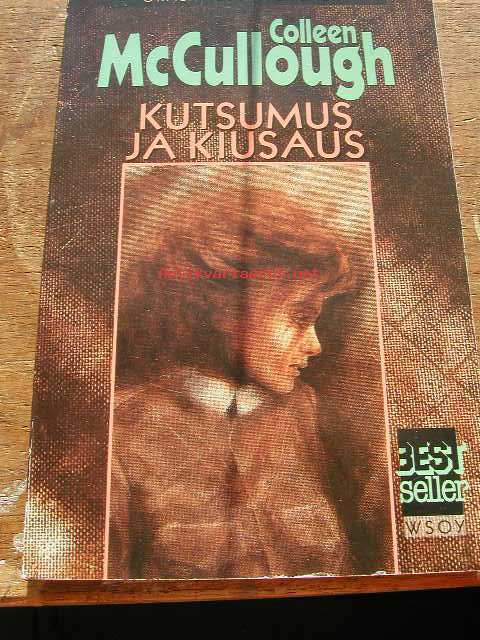 Colleen
McCullough
KUTSUMUS
JA KIUSAUS
BEST
seller
WSOY